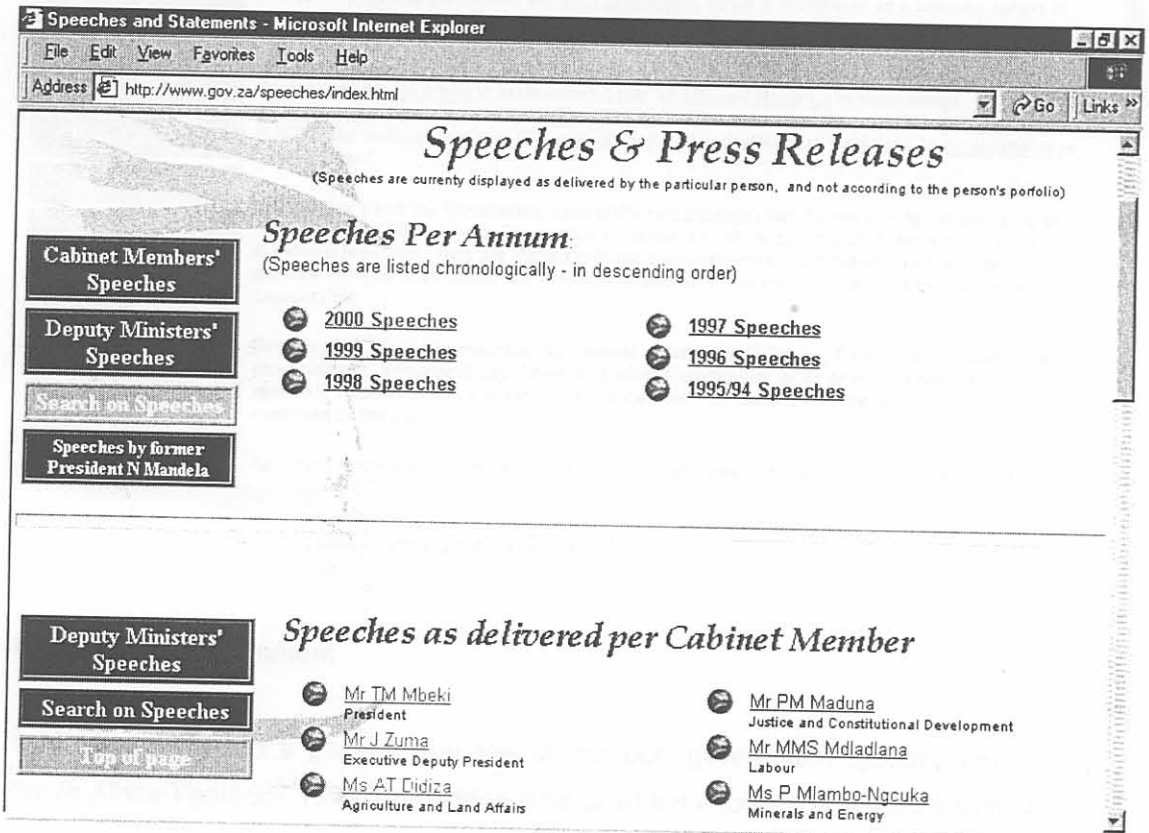 Speeches and Statements - Microsoft Internet Explorer
File Edit View Favorites Tools Help
Address http://www.gov.za/speeches/index.html Go Links »
Speeches & Press Releases
(Speeches are currently displayed as delivered by the particular person, and not according to the person's porfolio)
Cabinet Members'
Speeches
Deputy Ministers'
Speeches
Search on Speeches
Speeches by former
President N Mandela
Speeches Per Annum:
(Speeches are listed chronologically - in descending order)
2000 Speeches
1999 Speeches
1998 Speeches
1997 Speeches
1996 Speeches
1995/94 Speeches
Deputy Ministers'
Speeches
Search on Speeches
Top of page
Speeches as delivered per Cabinet Member
Mr TM Mbeki
President
Mr J Zuma
Executive Deputy President
Ms AT Didiza
Agriculture and Land Affairs
Mr PM Maduna
Justice and Constitutional Development
Mr MMS Mdladlana
Labour
Ms P Mlambo-Ngcuka
Minerals and Energy